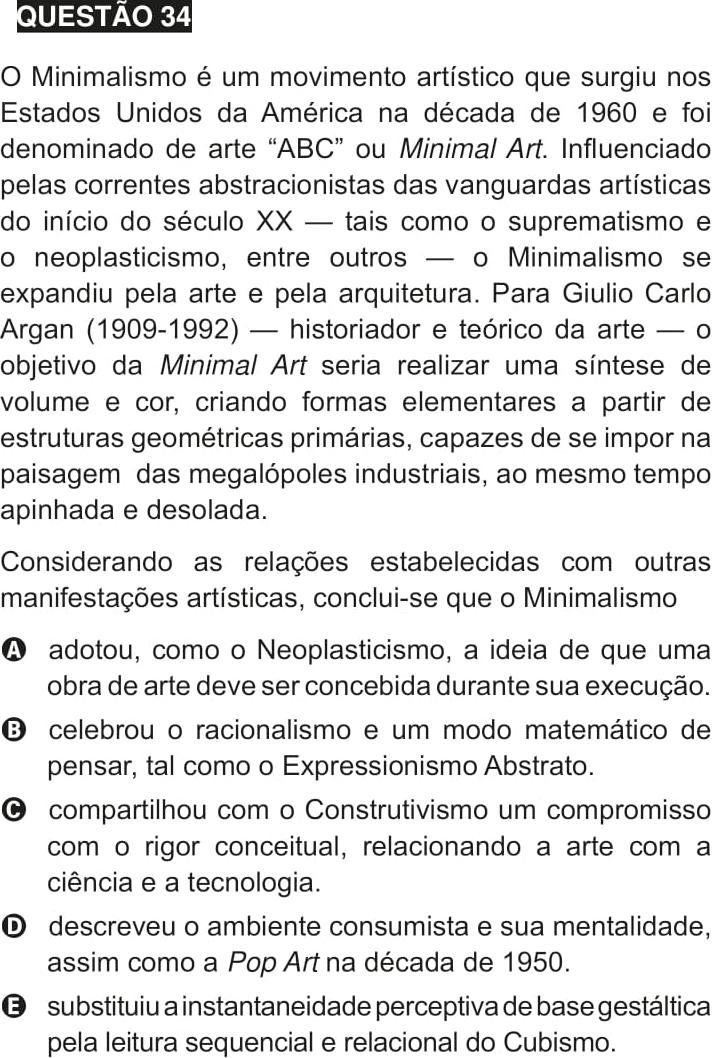 QUESTÃO 34
O Minimalismo é um movimento artístico que surgiu nos
Estados Unidos da América na década de 1960 e foi
denominado de arte “ABC” ou Minimal Art. Influenciado
pelas correntes abstracionistas das vanguardas artísticas
do início do século XX — tais como o suprematismo e
o neoplasticismo, entre outros — o Minimalismo se
expandiu pela arte e pela arquitetura. Para Giulio Carlo
Argan (1909-1992) — historiador e teórico da arte — o
objetivo da Minimal Art seria realizar uma síntese de
volume e cor, criando formas elementares a partir de
estruturas geométricas primárias, capazes de se impor na
paisagem das megalópoles industriais, ao mesmo tempo
apinhada e desolada.
Considerando as relações estabelecidas com outras
manifestações artísticas, conclui-se que o Minimalismo
A adotou, como o Neoplasticismo, a ideia de que uma
obra de arte deve ser concebida durante sua execução.
B celebrou o racionalismo e um modo matemático de
pensar, tal como o Expressionismo Abstrato.
C compartilhou com o Construtivismo um compromisso
com o rigor conceitual, relacionando a arte com a
ciência e a tecnologia.
D descreveu o ambiente consumista e sua mentalidade,
assim como a Pop Art na década de 1950.
E substituiu a instantaneidade perceptiva de base gestáltica
pela leitura sequencial e relacional do Cubismo.